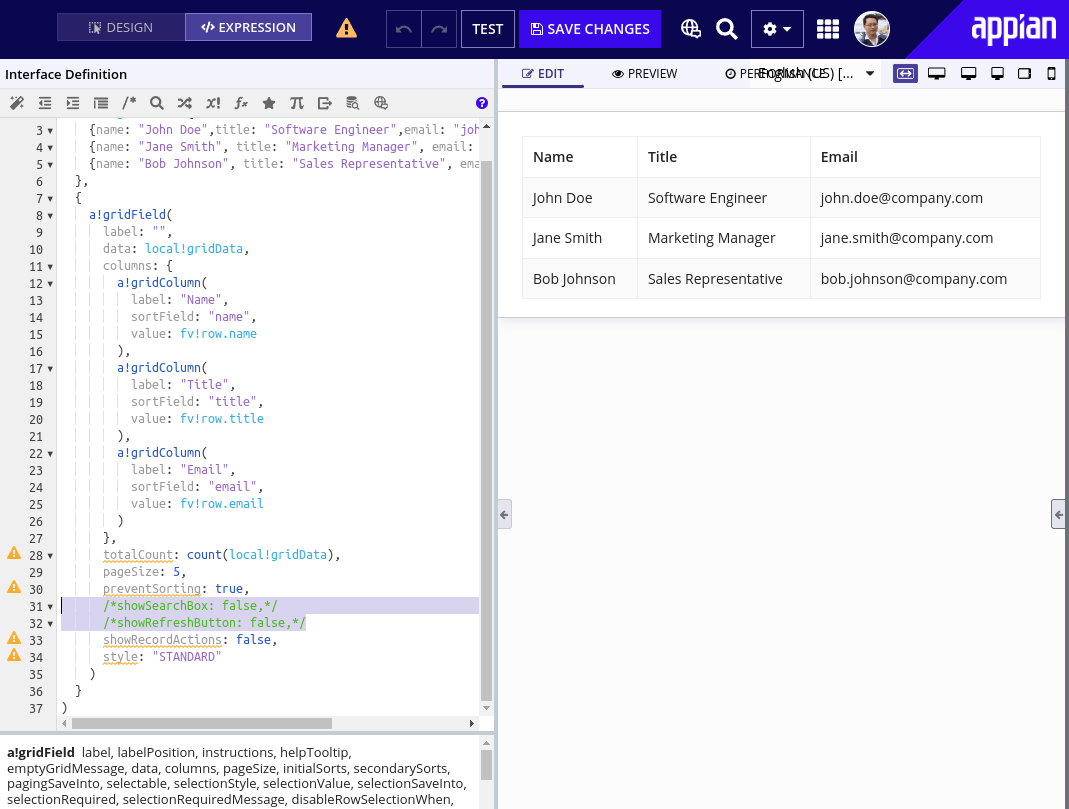 DESIGN
EXPRESSION
TEST
SAVE CHANGES
appian
Interface Definition
EDIT
PREVIEW
English (US) [...
/*
x!
fx
?
3 {name: "John Doe",title: "Software Engineer",email: "joh
4 {name: "Jane Smith", title: "Marketing Manager", email:
5 {name: "Bob Johnson", title: "Sales Representative", ema
6 },
7 {
8 a!gridField(
9 label: "",
10 data: local!gridData,
11 columns: {
12 a!gridColumn(
13 label: "Name",
14 sortField: "name",
15 value: fv!row.name
16 ),
17 a!gridColumn(
18 label: "Title",
19 sortField: "title",
20 value: fv!row.title
21 ),
22 a!gridColumn(
23 label: "Email",
24 sortField: "email",
25 value: fv!row.email
26 )
27 },
28 totalCount: count(local!gridData),
29 pageSize: 5,
30 preventSorting: true,
31 /*showSearchBox: false,*/
32 /*showRefreshButton: false,*/
33 showRecordActions: false,
34 style: "STANDARD"
35 )
36 }
37 )
a!gridField label, labelPosition, instructions, helpTooltip,
emptyGridMessage, data, columns, pageSize, initialSorts, secondarySorts,
pagingSaveInto, selectable, selectionStyle, selectionValue, selectionSaveInto,
selectionRequired, selectionRequiredMessage, disableRowSelectionWhen,
Name Title Email
John Doe Software Engineer john.doe@company.com
Jane Smith Marketing Manager jane.smith@company.com
Bob Johnson Sales Representative bob.johnson@company.com